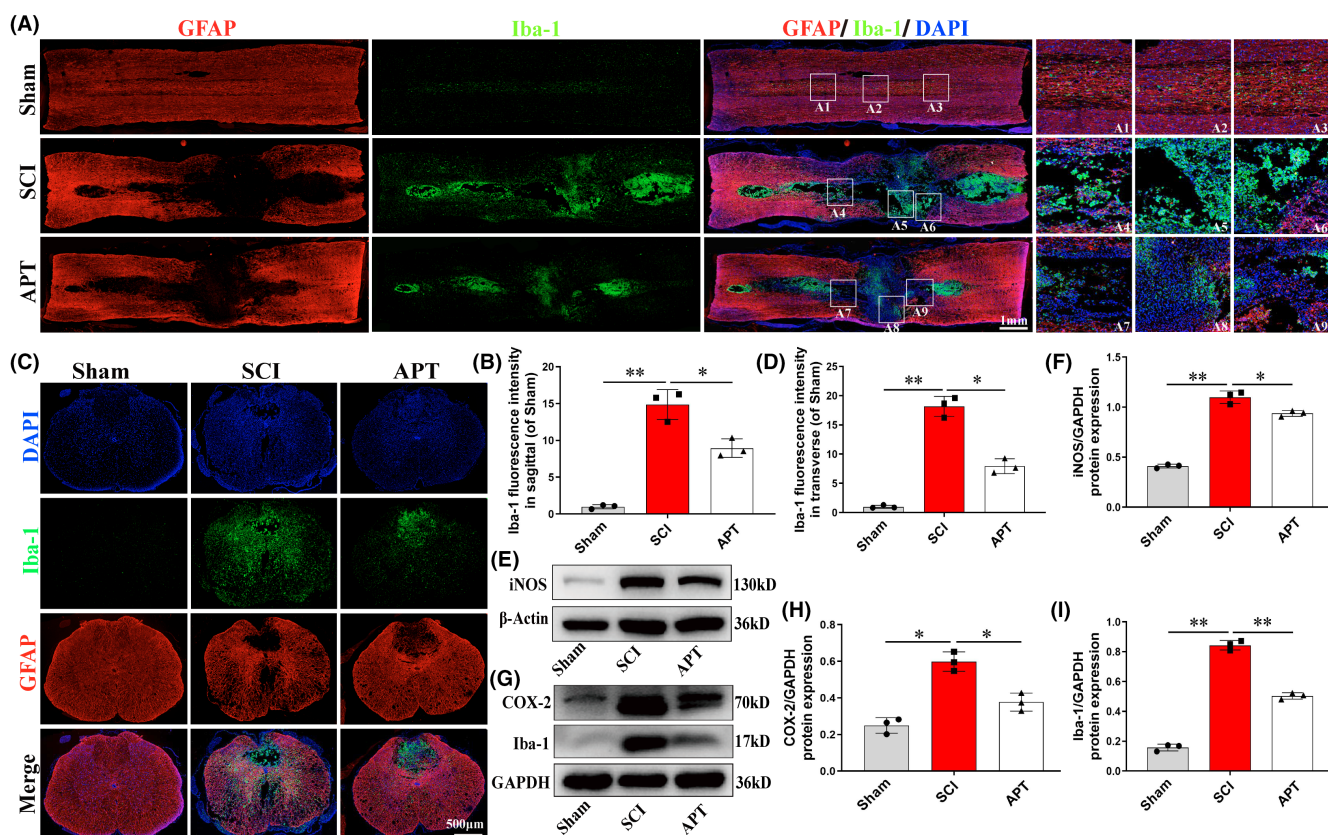 (A)
GFAP
Iba-1
GFAP/ Iba-1/ DAPI
Sham
A1
A2
A3
A1
A2
A3
SCI
A4
A5
A6
A4
A5
A6
APT
A7
A8
A9
1mm
A7
A8
A9
(C)
Sham
SCI
APT
DAPI
Iba-1
GFAP
Merge
500μm
(B)
Iba-1 fluorescence intensity
in sagittal (of Sham)
20
15
10
5
0
**
*
Sham
SCI
APT
(D)
Iba-1 fluorescence intensity
in transverse (of Sham)
25
20
15
10
5
0
**
*
Sham
SCI
APT
(F)
iNOS/GAPDH
protein expression
1.5
1.0
0.5
0.0
**
*
Sham
SCI
APT
(E)
iNOS
130kD
β-Actin
36kD
Sham
SCI
APT
(G)
COX-2
70kD
Iba-1
17kD
GAPDH
36kD
Sham
SCI
APT
(H)
COX-2/GAPDH
protein expression
0.8
0.6
0.4
0.2
0.0
*
*
Sham
SCI
APT
(I)
Iba-1/GAPDH
protein expression
1.0
0.8
0.6
0.4
0.2
0.0
**
**
Sham
SCI
APT